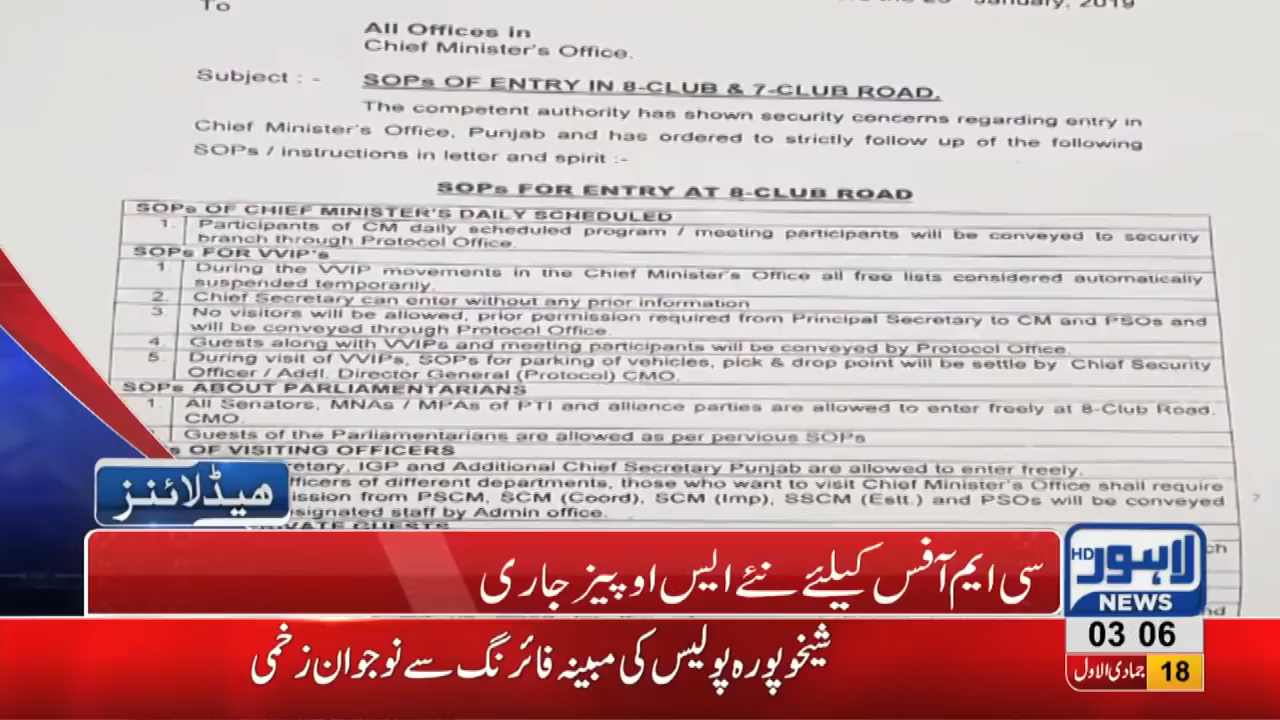 To
January, 2019
All Offices in
Chief Minister's Office.
Subject : - SOPs OF ENTRY IN 8-CLUB & 7-CLUB ROAD.
The competent authority has shown security concerns regarding entry in
Chief Minister's Office, Punjab and has ordered to strictly follow up of the following
SOPs / instructions in letter and spirit :-
SOPs FOR ENTRY AT 8-CLUB ROAD
SOPs OF CHIEF MINISTER'S DAILY SCHEDULED
1. Participants of CM daily scheduled program / meeting participants will be conveyed to security
branch through Protocol Office.
SOPs FOR VVIP's
1. During the VVIP movements in the Chief Minister's Office all free lists considered automatically
suspended temporarily.
2. Chief Secretary can enter without any prior information
3. No visitors will be allowed, prior permission required from Principal Secretary to CM and PSOs and
will be conveyed through Protocol Office.
4. Guests along with VVIPs and meeting participants will be conveyed by Protocol Office.
5. During visit of VVIPs, SOPs for parking of vehicles, pick & drop point will be settle by Chief Security
Officer / Addl. Director General (Protocol) CMO.
SOPs ABOUT PARLIAMENTARIANS
1. All Senators, MNAs / MPAs of PTI and alliance parties are allowed to enter freely at 8-Club Road.
CMO.
Guests of the Parliamentarians are allowed as per pervious SOPs
OF VISITING OFFICERS
retary, IGP and Additional Chief Secretary Punjab are allowed to enter freely.
fficers of different departments, those who want to visit Chief Minister's Office shall require
ission from PSCM, SCM (Coord), SCM (Imp), SSCM (Estt.) and PSOs will be conveyed
signated staff by Admin office.
PRIVATE GUESTS
ہیڈلائنز
سی ایم آفس کیلئے نئے ایس او پیز جاری
شیخوپورہ پولیس کی مبینہ فائرنگ سے نوجوان زخمی
لاہور HD
NEWS
03 06
18 جمادی الاول